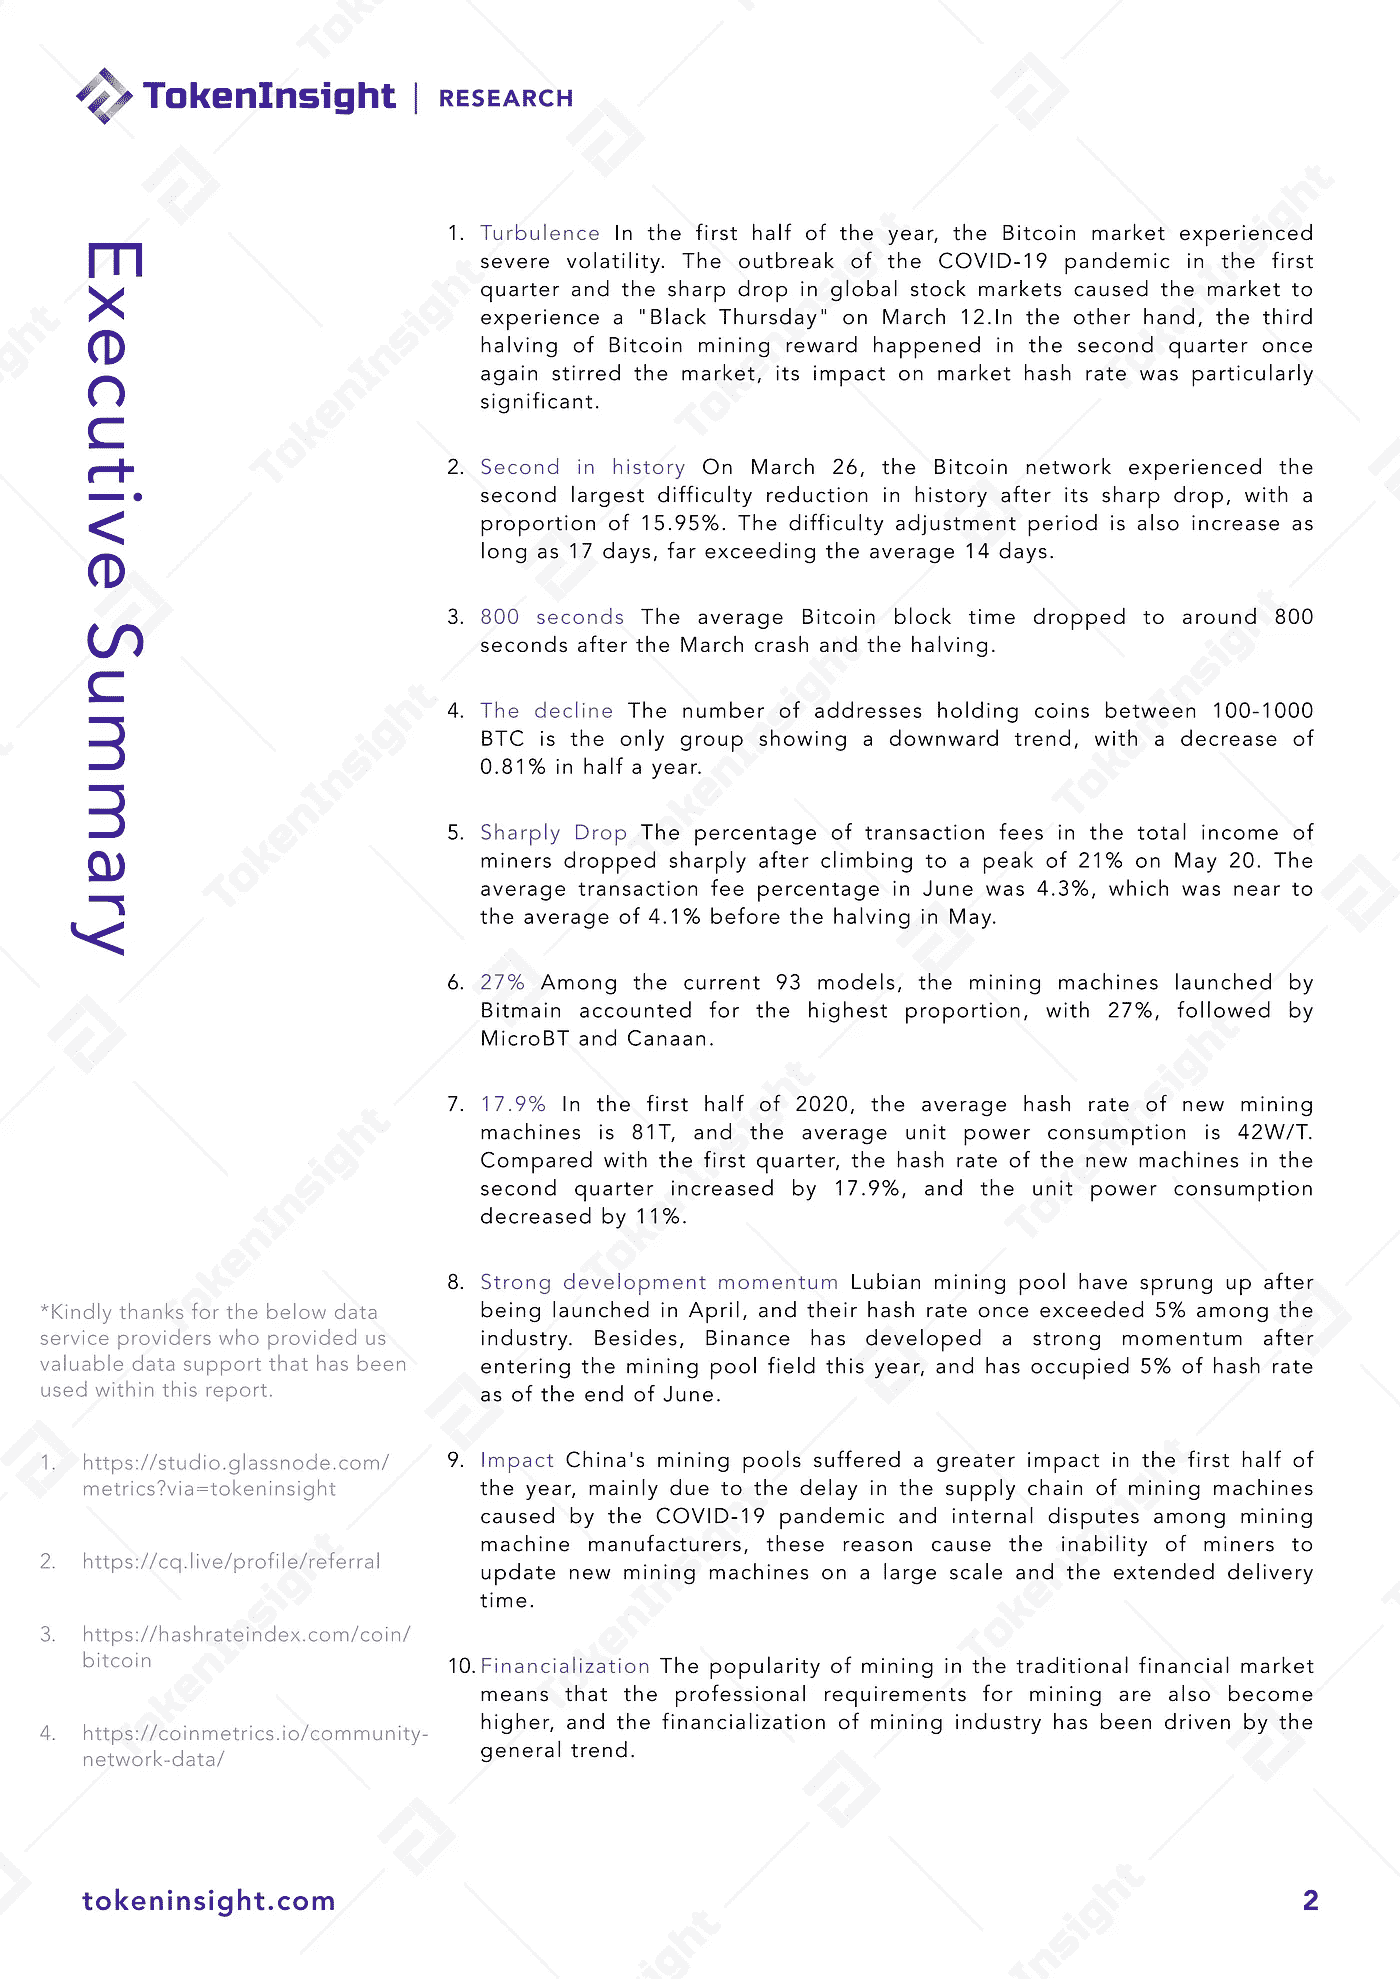 TokenInsight | RESEARCH
Executive Summary
1. Turbulence In the first half of the year, the Bitcoin market experienced
severe volatility. The outbreak of the COVID-19 pandemic in the first
quarter and the sharp drop in global stock markets caused the market to
experience a "Black Thursday" on March 12.In the other hand, the third
halving of Bitcoin mining reward happened in the second quarter once
again stirred the market, its impact on market hash rate was particularly
significant.
2. Second in history On March 26, the Bitcoin network experienced the
second largest difficulty reduction in history after its sharp drop, with a
proportion of 15.95%. The difficulty adjustment period is also increase as
long as 17 days, far exceeding the average 14 days.
3. 800 seconds The average Bitcoin block time dropped to around 800
seconds after the March crash and the halving.
4. The decline The number of addresses holding coins between 100-1000
BTC is the only group showing a downward trend, with a decrease of
0.81% in half a year.
5. Sharply Drop The percentage of transaction fees in the total income of
miners dropped sharply after climbing to a peak of 21% on May 20. The
average transaction fee percentage in June was 4.3%, which was near to
the average of 4.1% before the halving in May.
6. 27% Among the current 93 models, the mining machines launched by
Bitmain accounted for the highest proportion, with 27%, followed by
MicroBT and Canaan.
7. 17.9% In the first half of 2020, the average hash rate of new mining
machines is 81T, and the average unit power consumption is 42W/T.
Compared with the first quarter, the hash rate of the new machines in the
second quarter increased by 17.9%, and the unit power consumption
decreased by 11%.
8. Strong development momentum Lubian mining pool have sprung up after
being launched in April, and their hash rate once exceeded 5% among the
industry. Besides, Binance has developed a strong momentum after
entering the mining pool field this year, and has occupied 5% of hash rate
as of the end of June.
9. Impact China's mining pools suffered a greater impact in the first half of
the year, mainly due to the delay in the supply chain of mining machines
caused by the COVID-19 pandemic and internal disputes among mining
machine manufacturers, these reason cause the inability of miners to
update new mining machines on a large scale and the extended delivery
time.
10. Financialization The popularity of mining in the traditional financial market
means that the professional requirements for mining are also become
higher, and the financialization of mining industry has been driven by the
general trend.
*Kindly thanks for the below data
service providers who provided us
valuable data support that has been
used within this report.
1. https://studio.glassnode.com/
metrics?via=tokeninsight
2. https://cq.live/profile/referral
3. https://hashrateindex.com/coin/
bitcoin
4. https://coinmetrics.io/community-
network-data/
tokeninsight.com
2